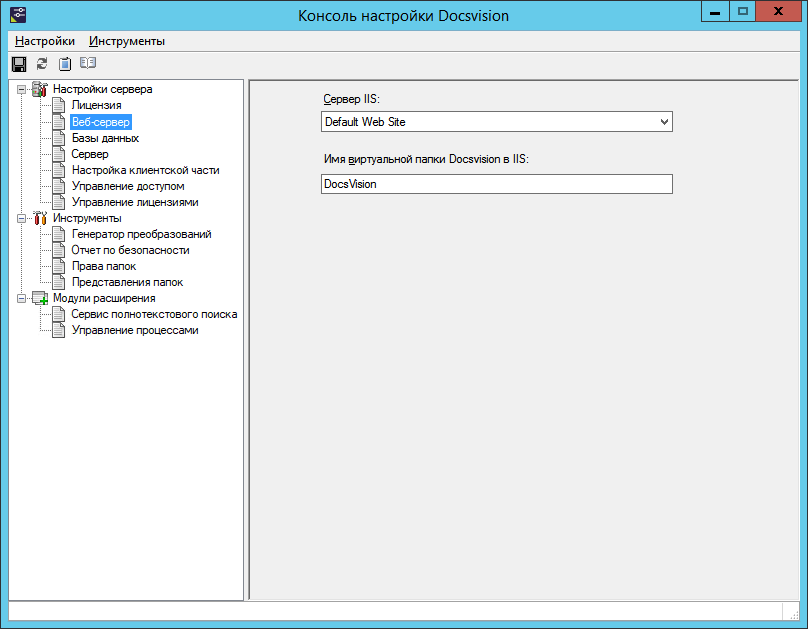 Консоль настройки Docsvision
Настройки Инструменты
Настройки сервера
Лицензия
Веб-сервер
Базы данных
Сервер
Настройка клиентской части
Управление доступом
Управление лицензиями
Инструменты
Генератор преобразований
Отчет по безопасности
Права папок
Представления папок
Модули расширения
Сервис полнотекстового поиска
Управление процессами
Сервер IIS:
Default Web Site
Имя виртуальной папки Docsvision в IIS:
DocsVision